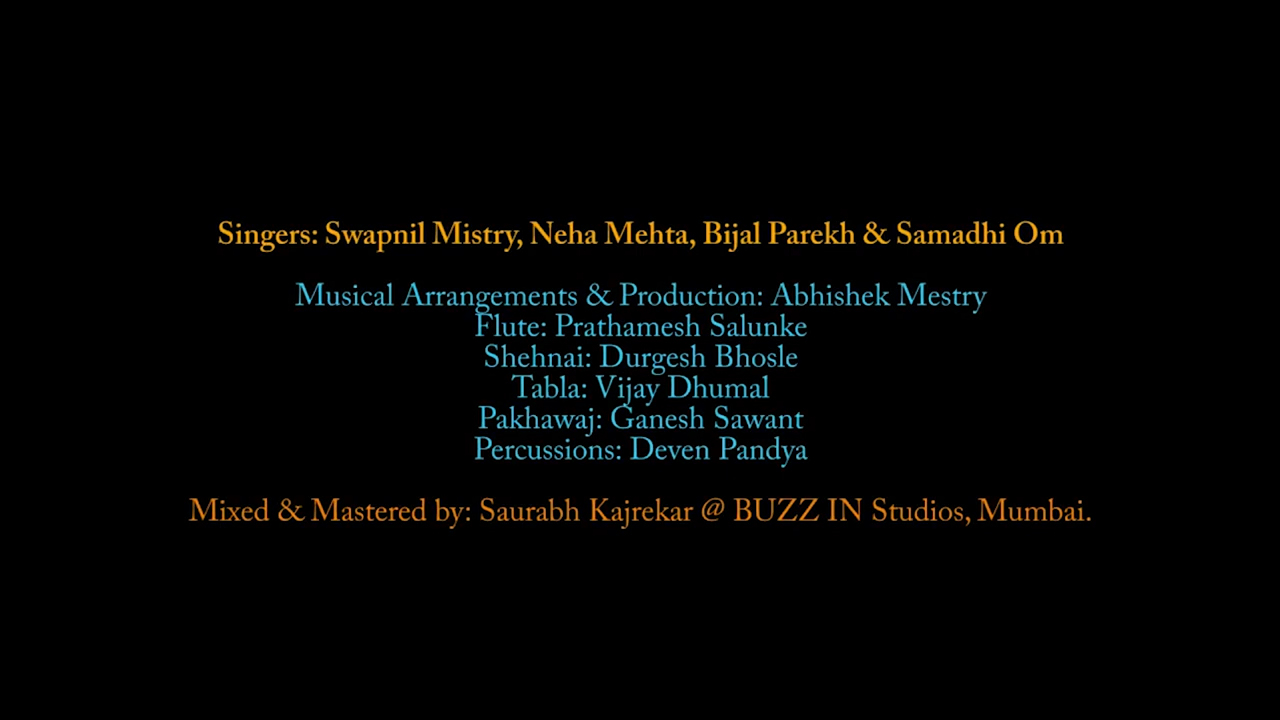 Singers: Swapnil Mistry, Neha Mehta, Bijal Parekh & Samadhi Om
Musical Arrangements & Production: Abhishek Mestry
Flute: Prathamesh Salunke
Shehnai: Durgesh Bhosle
Tabla: Vijay Dhumal
Pakhawaj: Ganesh Sawant
Percussions: Deven Pandya
Mixed & Mastered by: Saurabh Kajrekar @ BUZZ IN Studios, Mumbai.